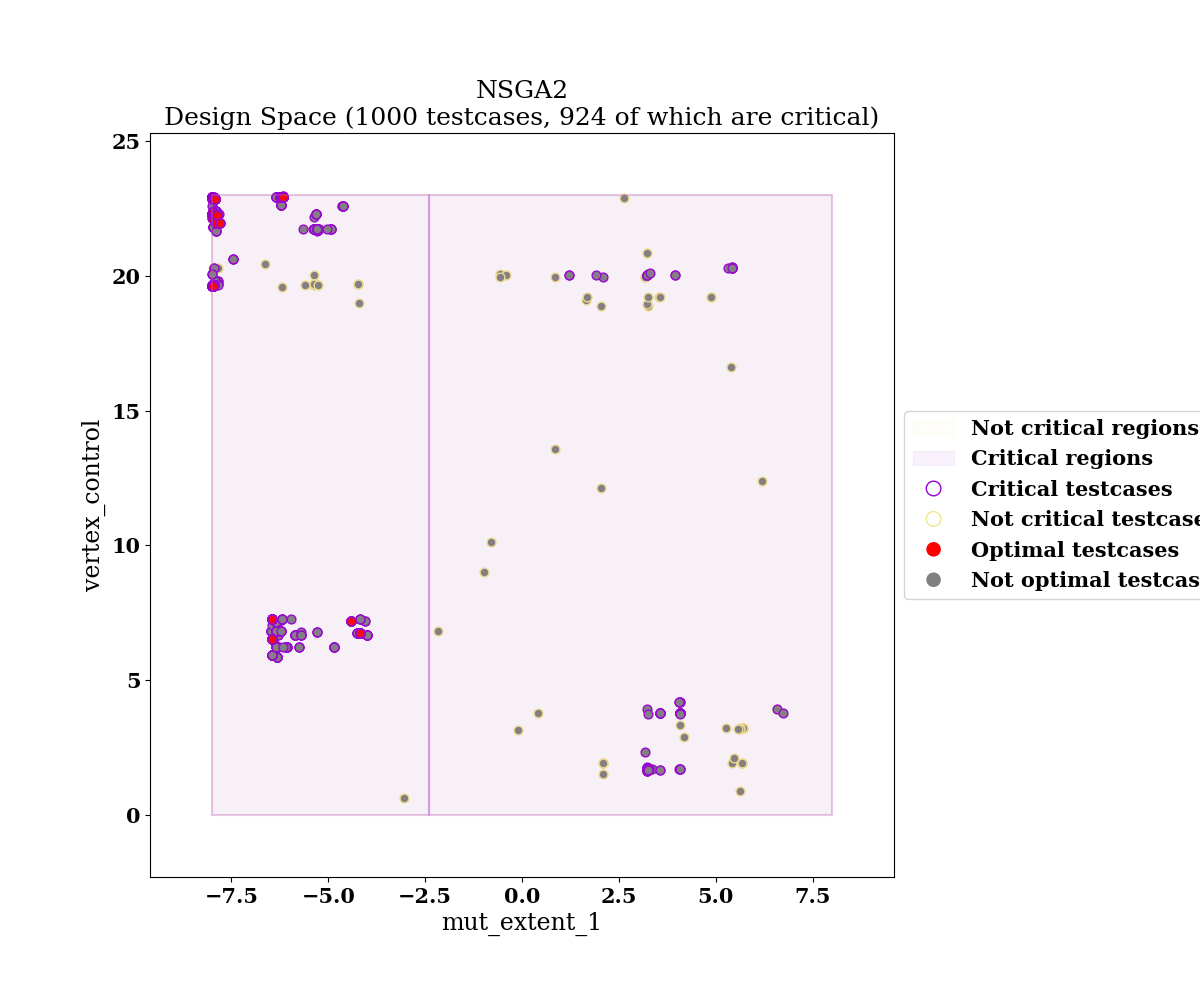 NSGA2
Design Space (1000 testcases, 924 of which are critical)
25
20
15
10
5
0
vertex_control
−7.5
−5.0
−2.5
0.0
2.5
5.0
7.5
mut_extent_1
Not critical regions
Critical regions
Critical testcases
Not critical testcase
Optimal testcases
Not optimal testcas